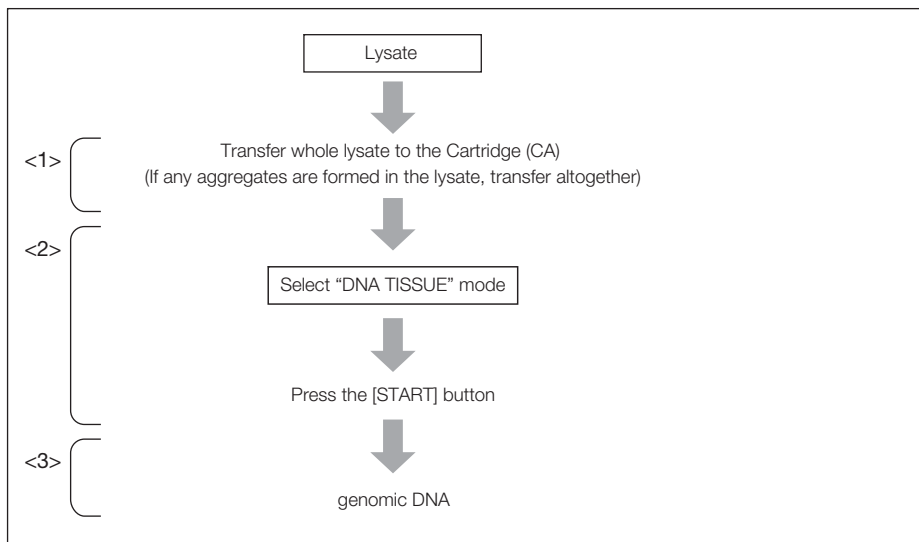 Lysate
<1>
Transfer whole lysate to the Cartridge (CA)
(If any aggregates are formed in the lysate, transfer altogether)
<2>
Select “DNA TISSUE” mode
Press the [START] button
<3>
genomic DNA